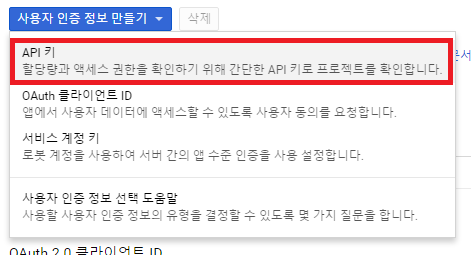 사용자 인증 정보 만들기 삭제
API 키
할당량과 액세스 권한을 확인하기 위해 간단한 API 키로 프로젝트를 확인합니다.
OAuth 클라이언트 ID
앱에서 사용자 데이터에 액세스할 수 있도록 사용자 동의를 요청합니다.
서비스 계정 키
로봇 계정을 사용하여 서버 간의 앱 수준 인증을 사용 설정합니다.
사용자 인증 정보 선택 도움말
사용할 사용자 인증 정보의 유형을 결정할 수 있도록 몇 가지 질문을 합니다.
OAuth 2.0 클라이언트 ID